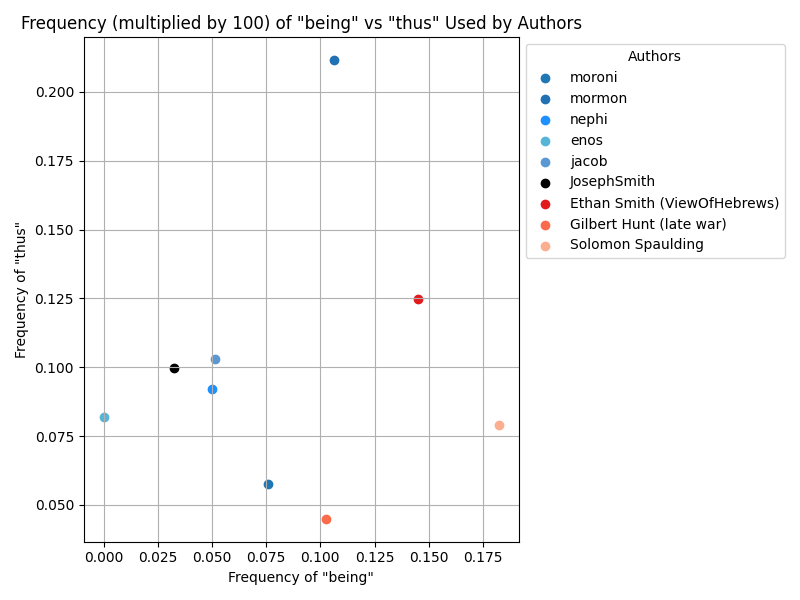 Frequency (multiplied by 100) of "being" vs "thus" Used by Authors
Authors
moroni
mormon
nephi
enos
jacob
JosephSmith
Ethan Smith (ViewOfHebrews)
Gilbert Hunt (late war)
Solomon Spaulding
Frequency of "thus"
0.200
0.175
0.150
0.125
0.100
0.075
0.050
0.000 0.025 0.050 0.075 0.100 0.125 0.150 0.175
Frequency of "being"